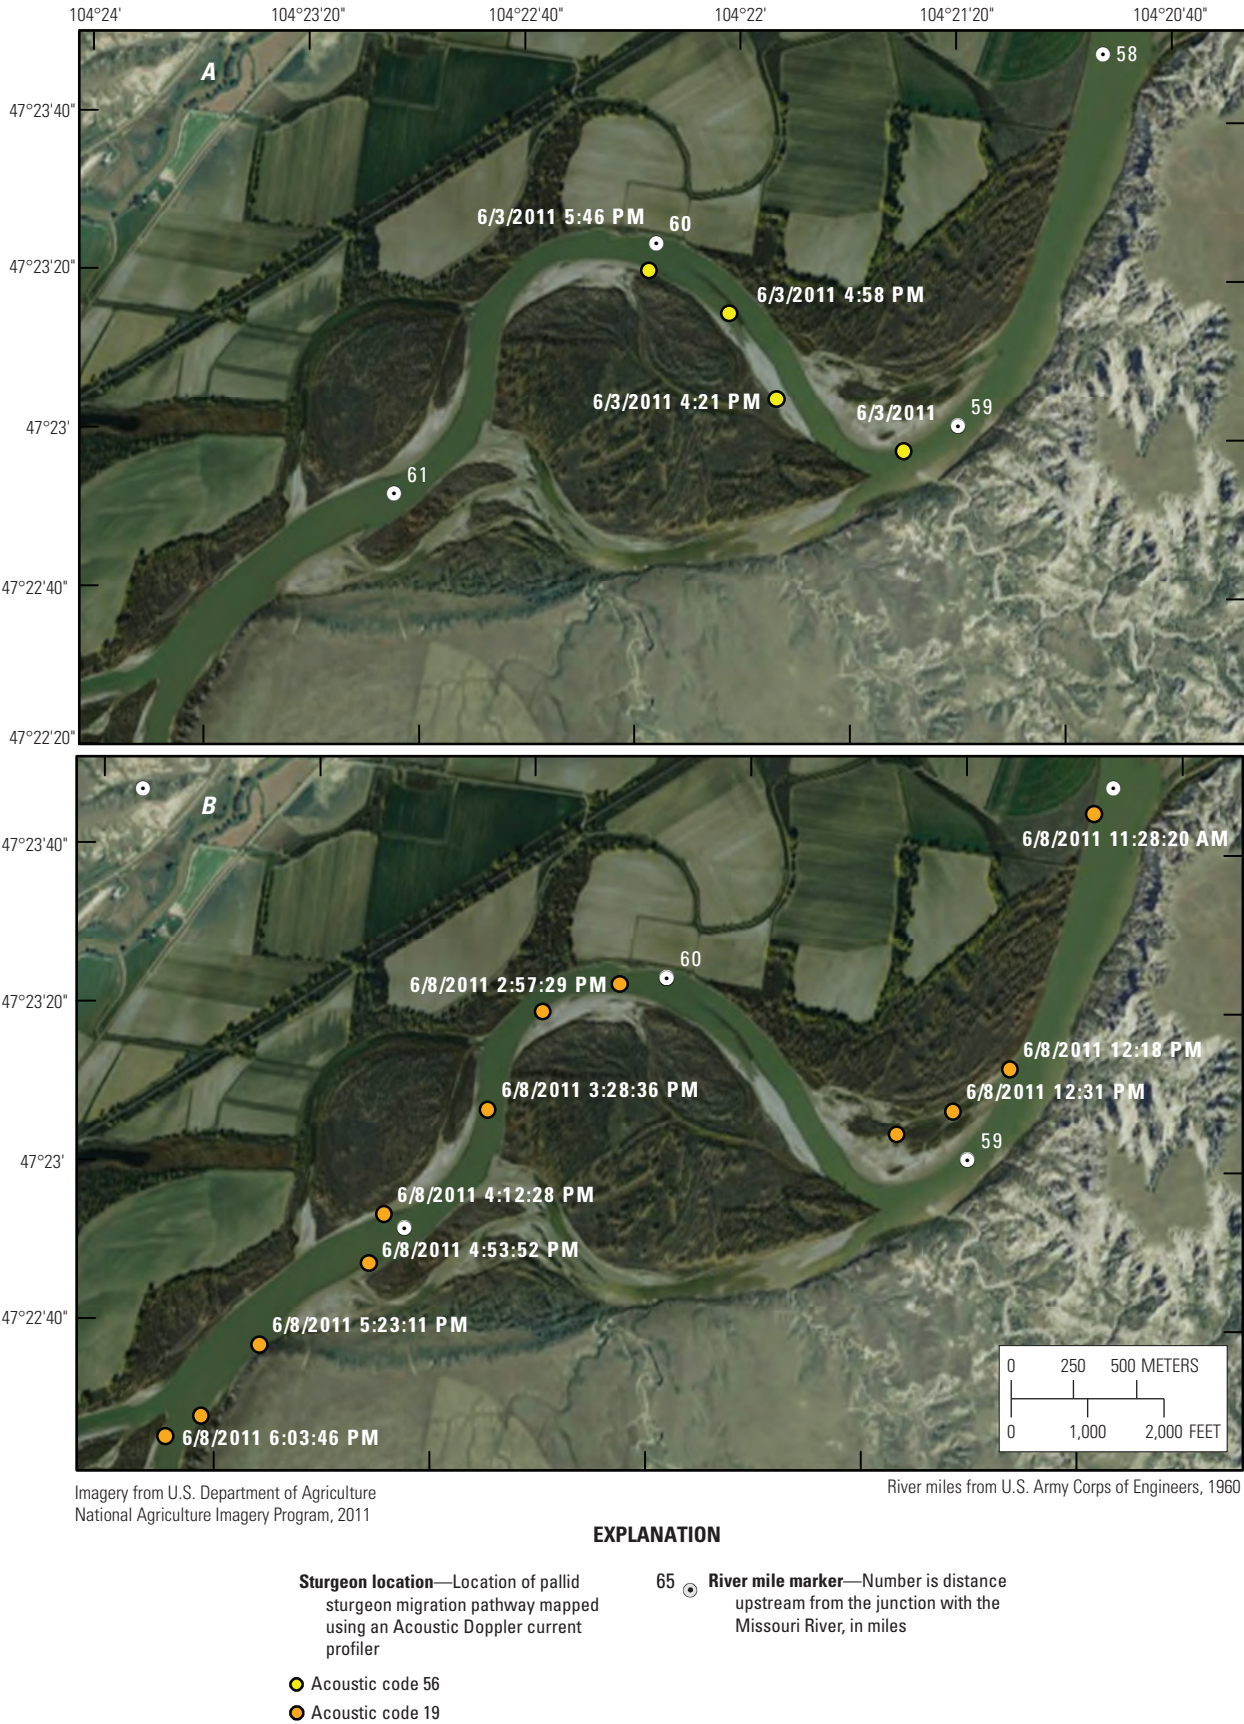 104°24' 104°23'20" 104°22'40" 104°22' 104°21'20" 104°20'40"
A
58
47°23'40"
6/3/2011 5:46 PM
60
47°23'20"
6/3/2011 4:58 PM
6/3/2011 4:21 PM
6/3/2011
59
47°23'
61
47°22'40"
47°22'20"
B
47°23'40"
6/8/2011 11:28:20 AM
60
6/8/2011 2:57:29 PM
47°23'20"
6/8/2011 12:18 PM
6/8/2011 3:28:36 PM
6/8/2011 12:31 PM
59
47°23'
6/8/2011 4:12:28 PM
6/8/2011 4:53:52 PM
47°22'40"
6/8/2011 5:23:11 PM
6/8/2011 6:03:46 PM
0 250 500 METERS
0 1,000 2,000 FEET
Imagery from U.S. Department of Agriculture
National Agriculture Imagery Program, 2011
River miles from U.S. Army Corps of Engineers, 1960
EXPLANATION
Sturgeon location—Location of pallid
sturgeon migration pathway mapped
using an Acoustic Doppler current
profiler
Acoustic code 56
Acoustic code 19
65 River mile marker—Number is distance
upstream from the junction with the
Missouri River, in miles